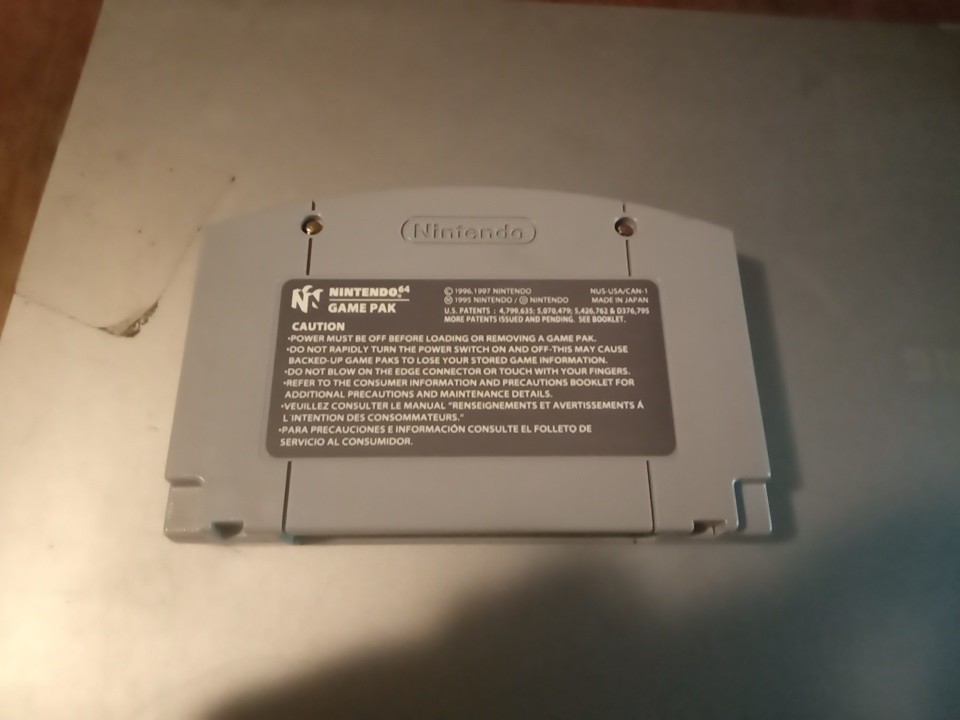 Nintendo
NINTENDO 64
GAME PAK
© 1996,1997 NINTENDO
NUS-USA/CAN-1
Ⓜ 1995 NINTENDO / NINTENDO
MADE IN JAPAN
U.S. PATENTS : 4,799,635; 5,070,479; 5,426,762 & D376,795
MORE PATENTS ISSUED AND PENDING. SEE BOOKLET.
CAUTION
•POWER MUST BE OFF BEFORE LOADING OR REMOVING A GAME PAK.
•DO NOT RAPIDLY TURN THE POWER SWITCH ON AND OFF-THIS MAY CAUSE
BACKED-UP GAME PAKS TO LOSE YOUR STORED GAME INFORMATION.
•DO NOT BLOW ON THE EDGE CONNECTOR OR TOUCH WITH YOUR FINGERS.
•REFER TO THE CONSUMER INFORMATION AND PRECAUTIONS BOOKLET FOR
ADDITIONAL PRECAUTIONS AND MAINTENANCE DETAILS.
•VEUILLEZ CONSULTER LE MANUAL "RENSEIGNEMENTS ET AVERTISSEMENTS Á
L'INTENTION DES CONSOMMATEURS."
•PARA PRECAUCIONES E INFORMACIÓN CONSULTE EL FOLLETO DE
SERVICIO AL CONSUMIDOR.